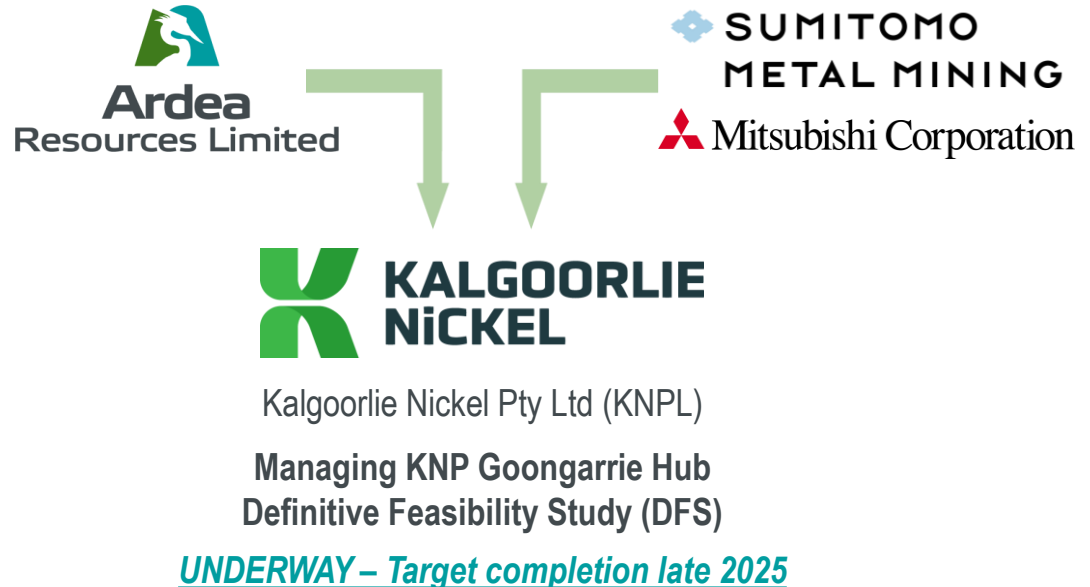 Ardea
Resources Limited
SUMITOMO
METAL MINING
Mitsubishi Corporation
KALGOORLIE
NiCKEL
Kalgoorlie Nickel Pty Ltd (KNPL)
Managing KNP Goongarrie Hub
Definitive Feasibility Study (DFS)
UNDERWAY – Target completion late 2025